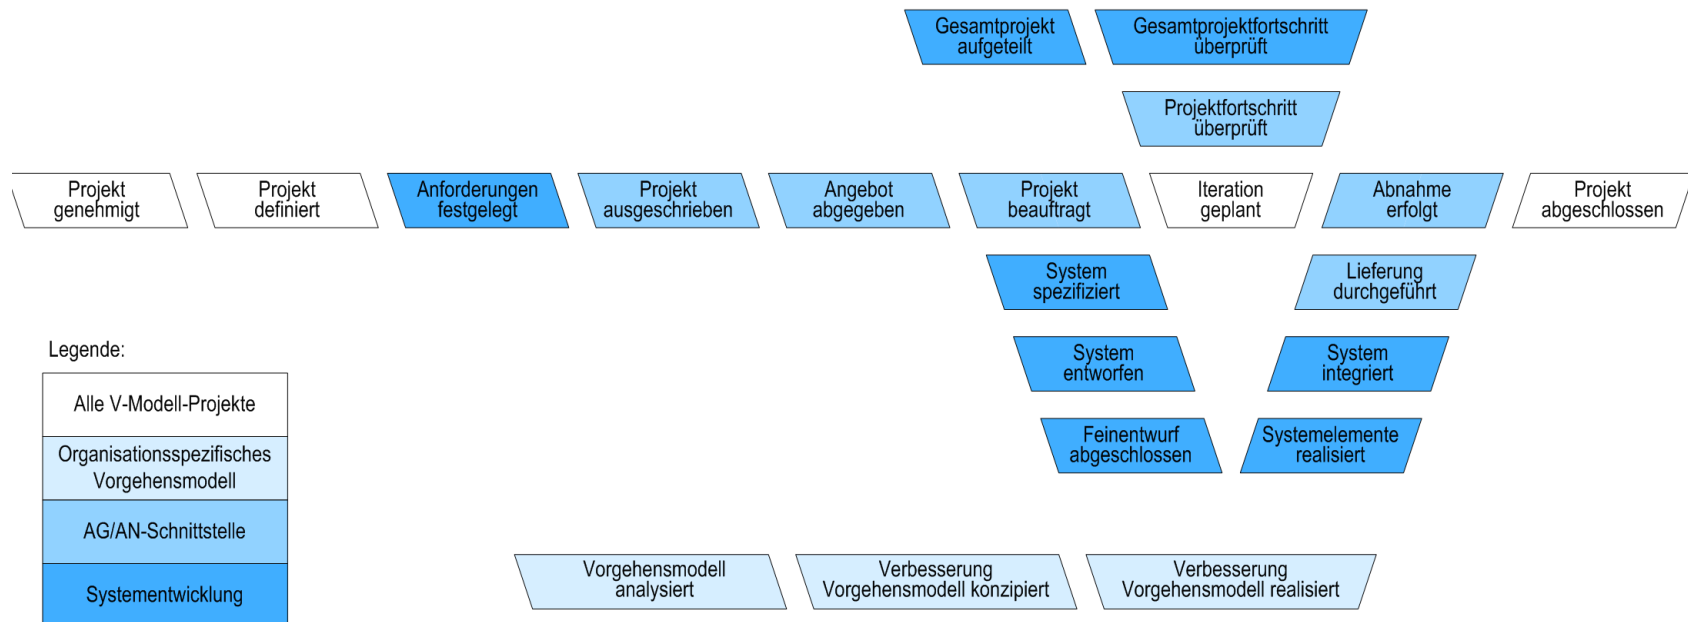 Gesamtprojekt
aufgeteilt
Gesamtprojektfortschritt
überprüft
Projektfortschritt
überprüft
Projekt
genehmigt
Projekt
definiert
Anforderungen
festgelegt
Projekt
ausgeschrieben
Angebot
abgegeben
Projekt
beauftragt
Iteration
geplant
Abnahme
erfolgt
Projekt
abgeschlossen
System
spezifiziert
Lieferung
durchgeführt
System
entworfen
System
integriert
Feinentwurf
abgeschlossen
Systemelemente
realisiert
Legende:
Alle V-Modell-Projekte
Organisationsspezifisches
Vorgehensmodell
AG/AN-Schnittstelle
Systementwicklung
Vorgehensmodell
analysiert
Verbesserung
Vorgehensmodell konzipiert
Verbesserung
Vorgehensmodell realisiert